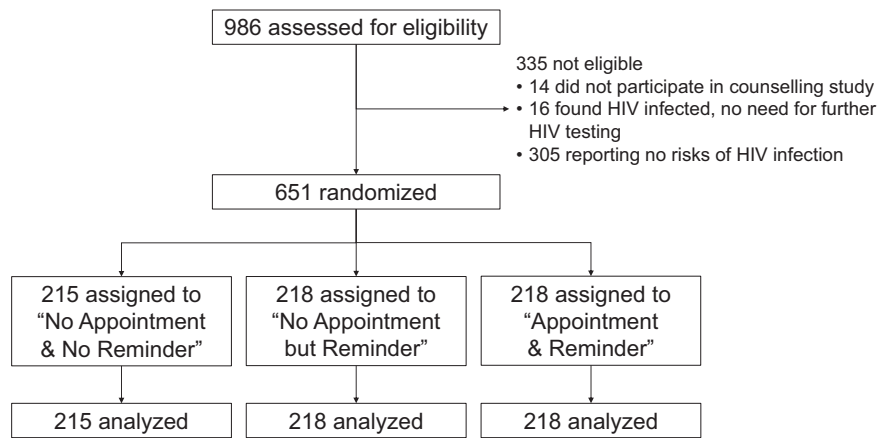 986 assessed for eligibility
335 not eligible
• 14 did not participate in counselling study
• 16 found HIV infected, no need for further
HIV testing
• 305 reporting no risks of HIV infection
651 randomized
215 assigned to
“No Appointment
& No Reminder”
218 assigned to
“No Appointment
but Reminder”
218 assigned to
“Appointment
& Reminder”
215 analyzed
218 analyzed
218 analyzed